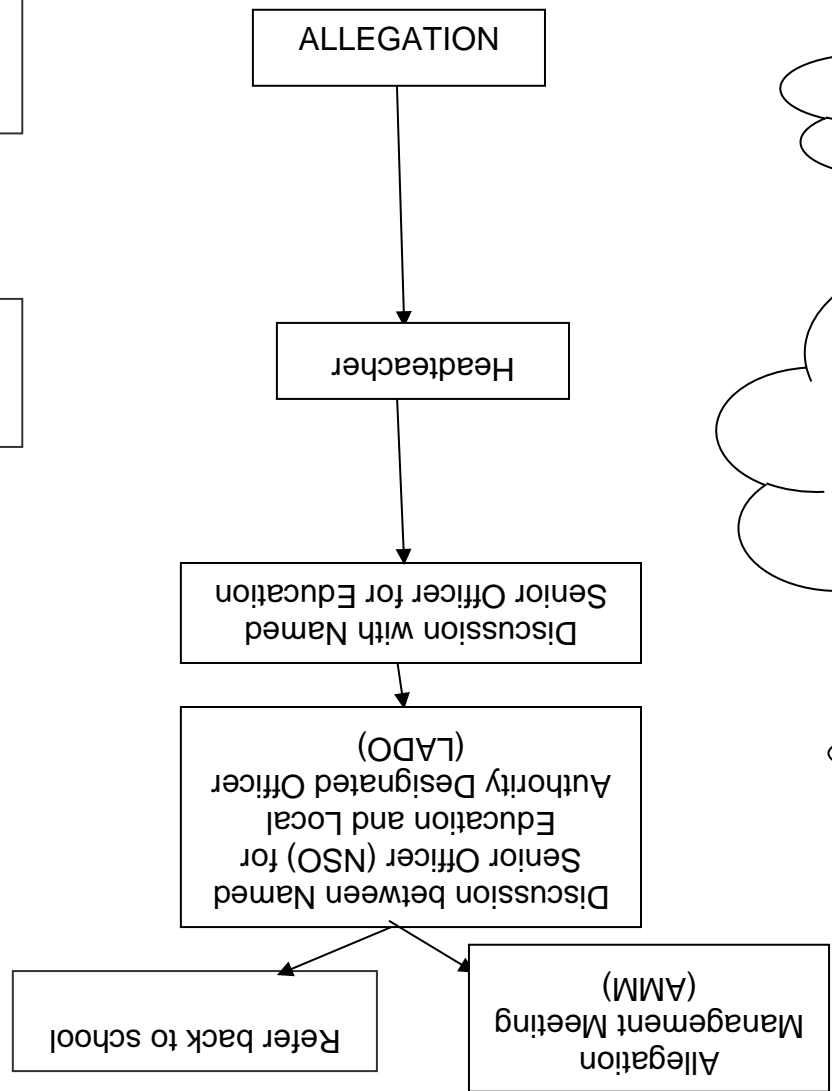 ALLEGATION
Headteacher
Discussion with Named
Senior Officer for Education
Discussion between Named
Senior Officer (NSO) for
Education and Local
Authority Designated Officer
(LADO)
Refer back to school
Allegation
Management Meeting
(AMM)